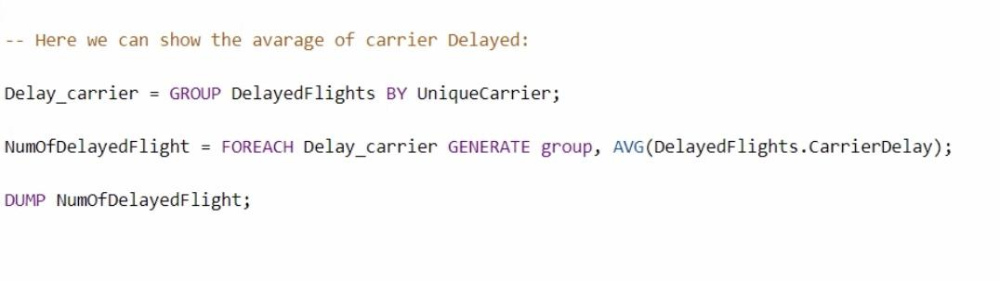 -- Here we can show the avarage of carrier Delayed:
Delay_carrier = GROUP DelayedFlights BY UniqueCarrier;
NumOfDelayedFlight = FOREACH Delay_carrier GENERATE group, AVG(DelayedFlights.CarrierDelay);
DUMP NumOfDelayedFlight;